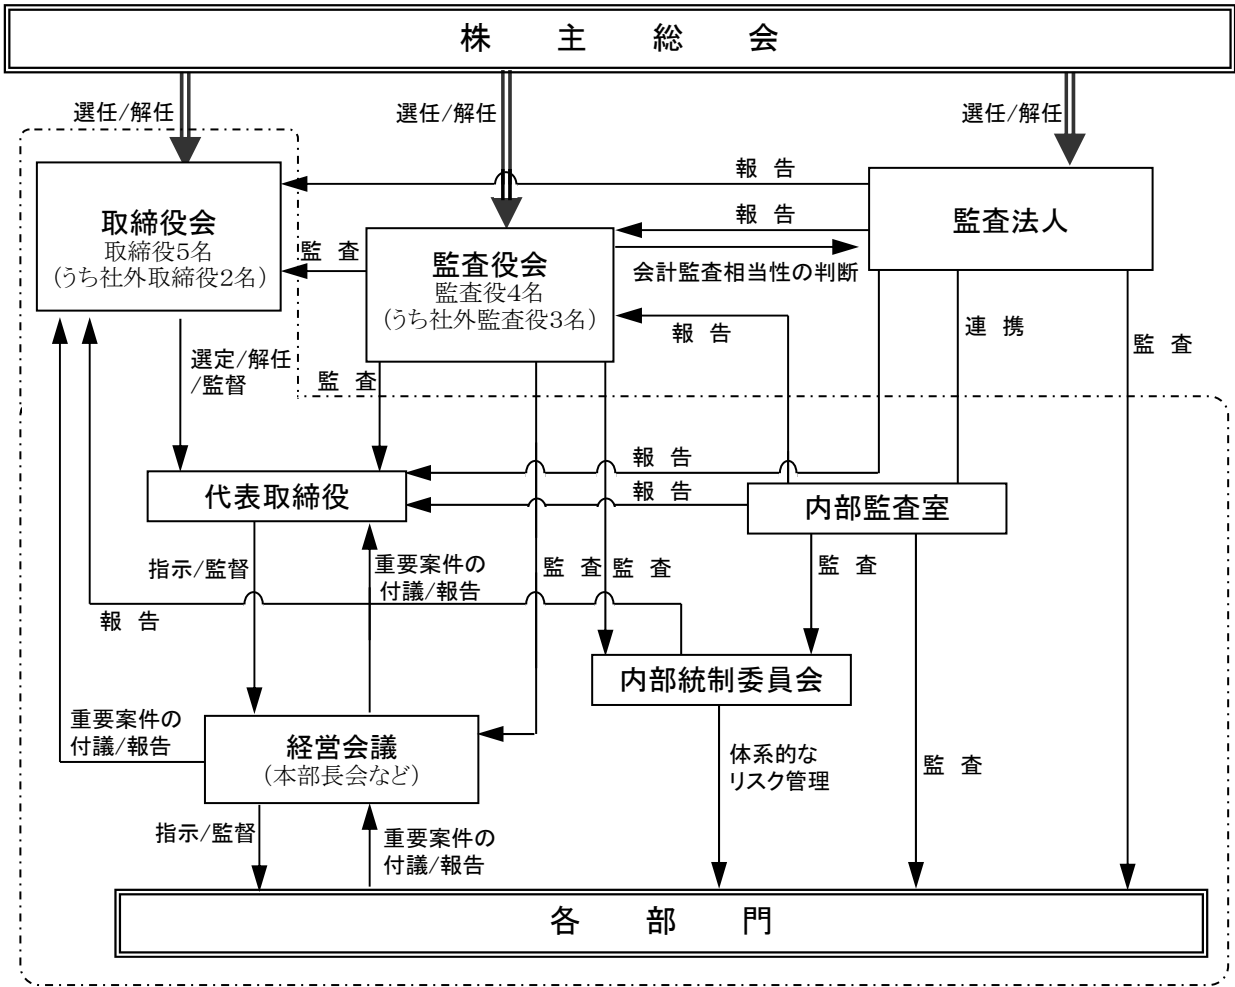 株 主 総 会
選任/解任
選任/解任
選任/解任
取締役会
取締役5名
(うち社外取締役2名)
監 査
監査役会
監査役4名
(うち社外監査役3名)
報 告
報 告
会計監査相当性の判断
監査法人
報 告
連 携
監 査
選定/解任
/監督
監 査
報 告
報 告
代表取締役
内部監査室
指示/監督
重要案件の
付議/報告
監 査
監 査
監 査
報 告
内部統制委員会
重要案件の
付議/報告
経営会議
(本部長会など)
体系的な
リスク管理
監 査
指示/監督
重要案件の
付議/報告
各 部 門